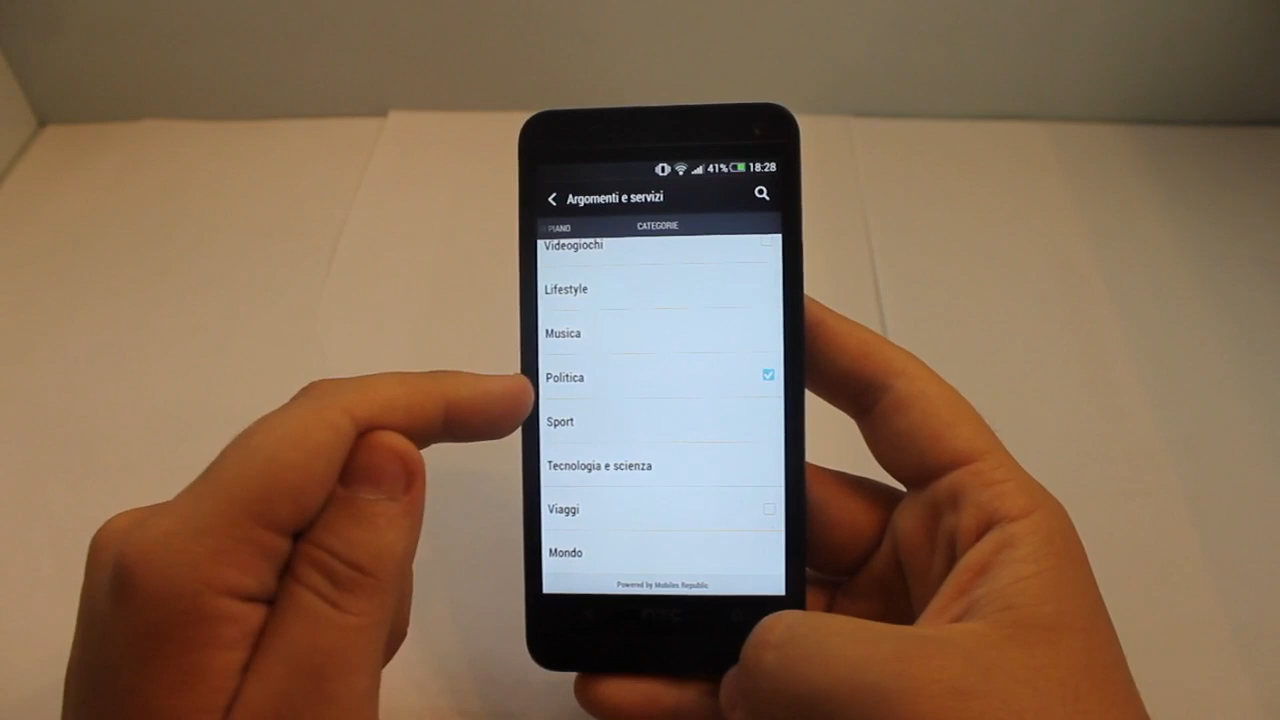 41% 18:28
Argomenti e servizi
PIANO CATEGORIE
Videogiochi
Lifestyle
Musica
Politica
Sport
Tecnologia e scienza
Viaggi
Mondo
Powered by Mobiles Republic
hTC